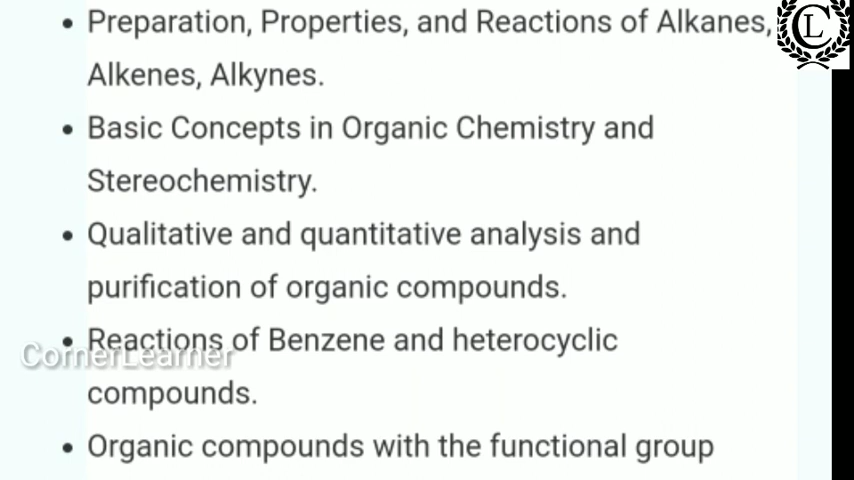 • Preparation, Properties, and Reactions of Alkanes,
Alkenes, Alkynes.
• Basic Concepts in Organic Chemistry and
Stereochemistry.
• Qualitative and quantitative analysis and
purification of organic compounds.
• Reactions of Benzene and heterocyclic
CornerLearner
compounds.
• Organic compounds with the functional group
CL